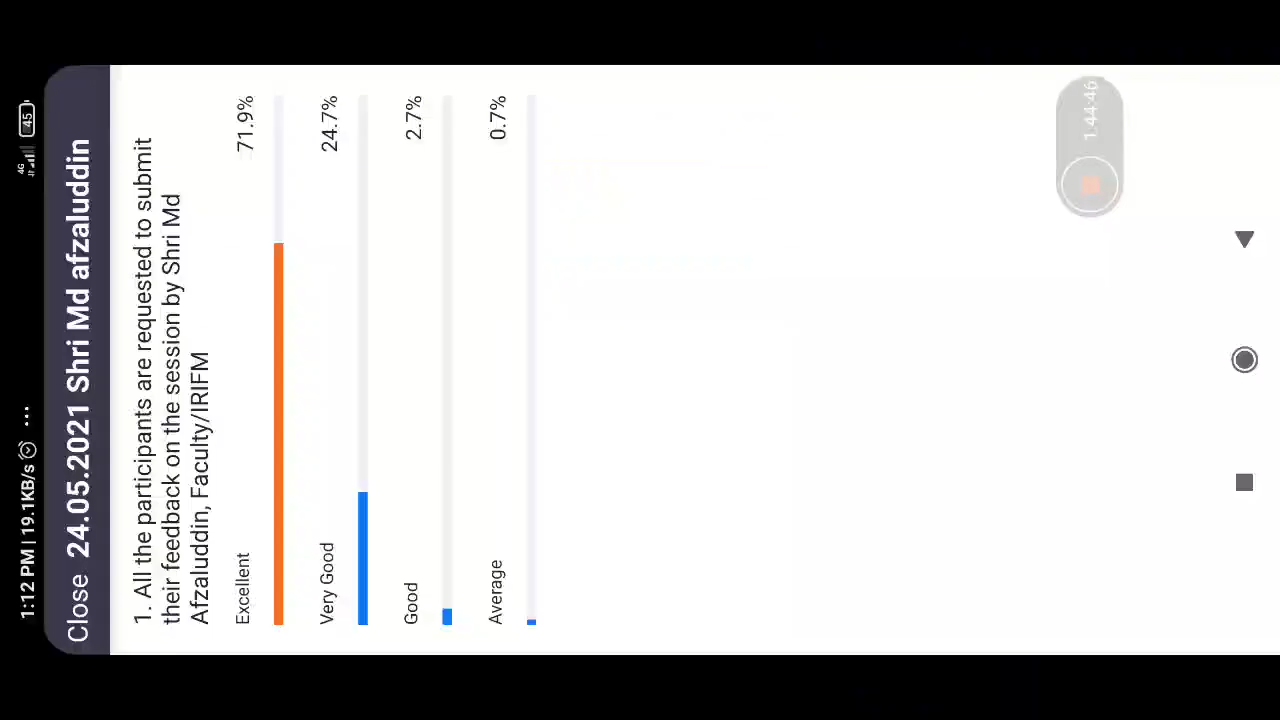 1:12 PM | 19.1KB/s ...
4G 45
Close 24.05.2021 Shri Md afzaluddin
1. All the participants are requested to submit
their feedback on the session by Shri Md
Afzaluddin, Faculty/IRIFM
Excellent 71.9%
Very Good 24.7%
Good 2.7%
Average 0.7%
1:44:46